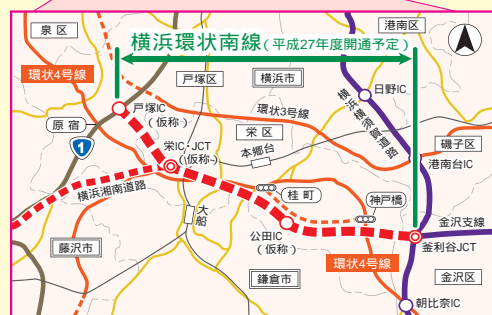 横浜環状南線(平成27年度開通予定)
泉区
港南区
環状4号線
戸塚区
横浜市
日野IC
横浜横須賀道路
戸塚IC
(仮称)
環状3号線
原宿
1
栄区
磯子区
本郷台
港南台IC
栄IC・JCT
(仮称)
横浜湘南道路
桂町
神戸橋
金沢支線
大船
公田IC
(仮称)
釜利谷JCT
藤沢市
環状4号線
鎌倉市
金沢区
朝比奈IC